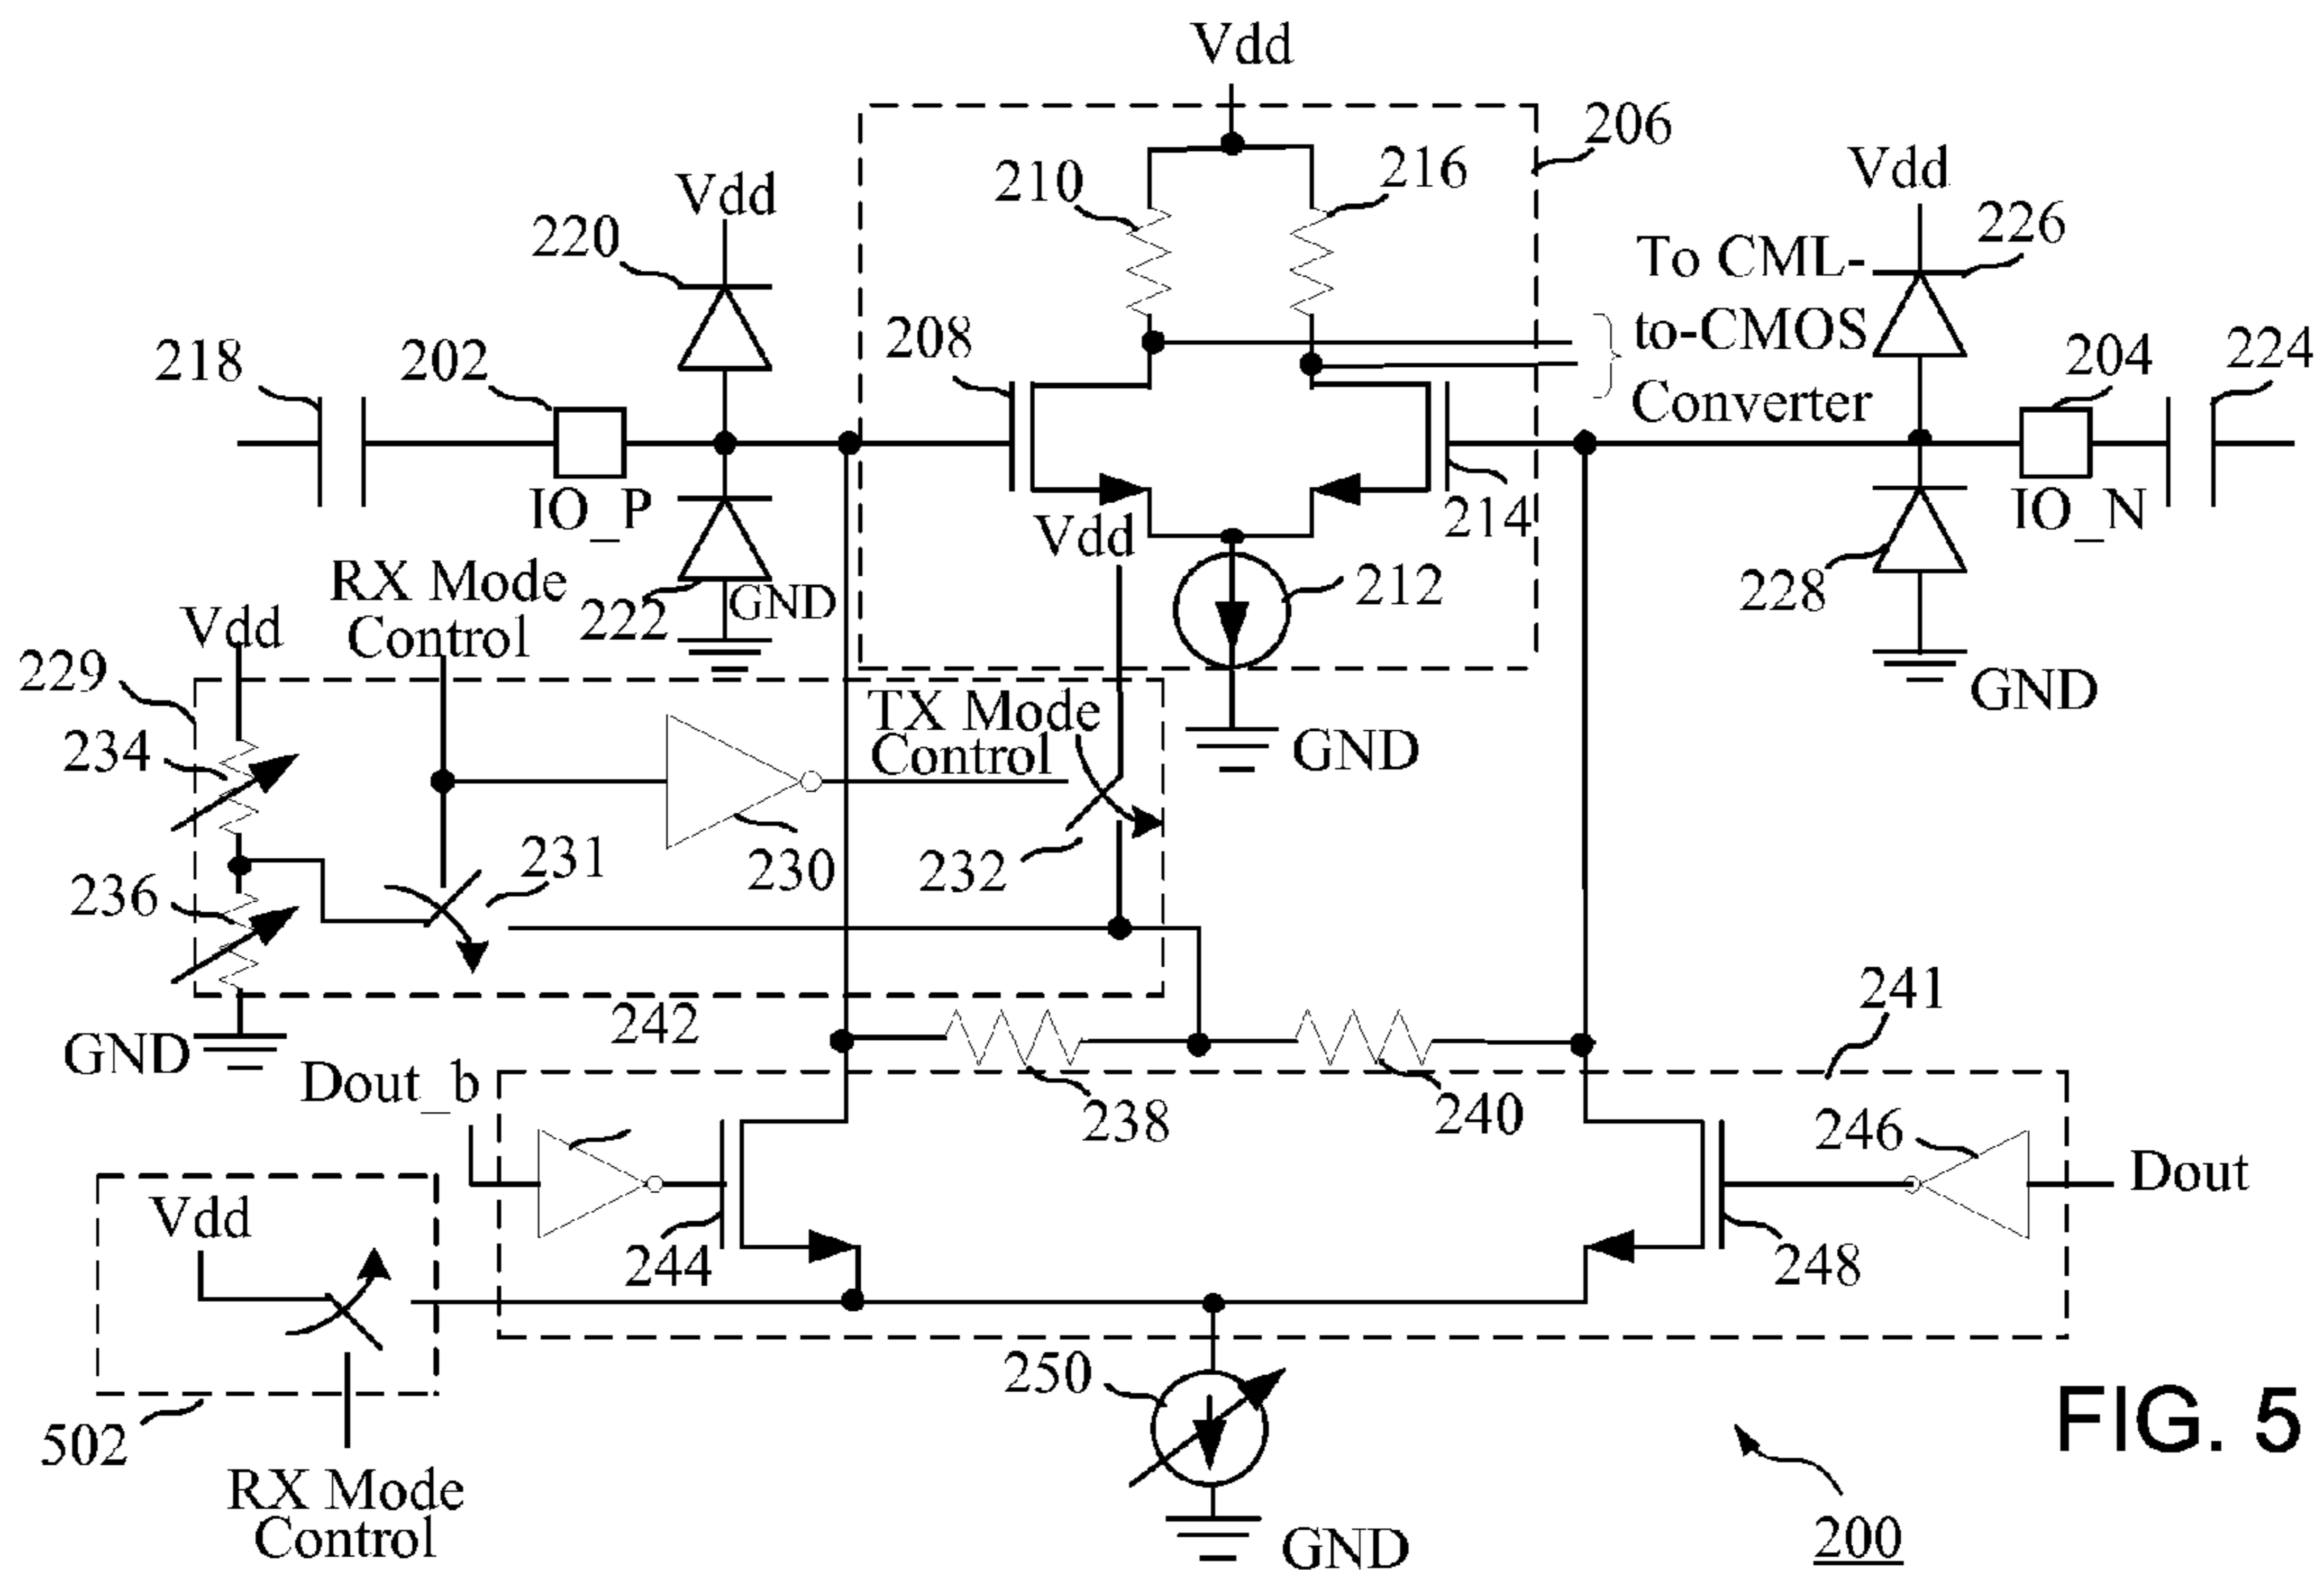 Vdd
206
210
216
Vdd
220
Vdd
226
To CML-
to-CMOS
Converter
208
218
202
204
224
IO_P
214
IO_N
Vdd
RX Mode
Control
222
GND
212
228
Vdd
229
GND
TX Mode
Control
GND
234
231
230
232
236
242
241
GND
Dout_b
238
240
246
Dout
Vdd
244
248
250
502
FIG. 5
RX Mode
Control
GND
200